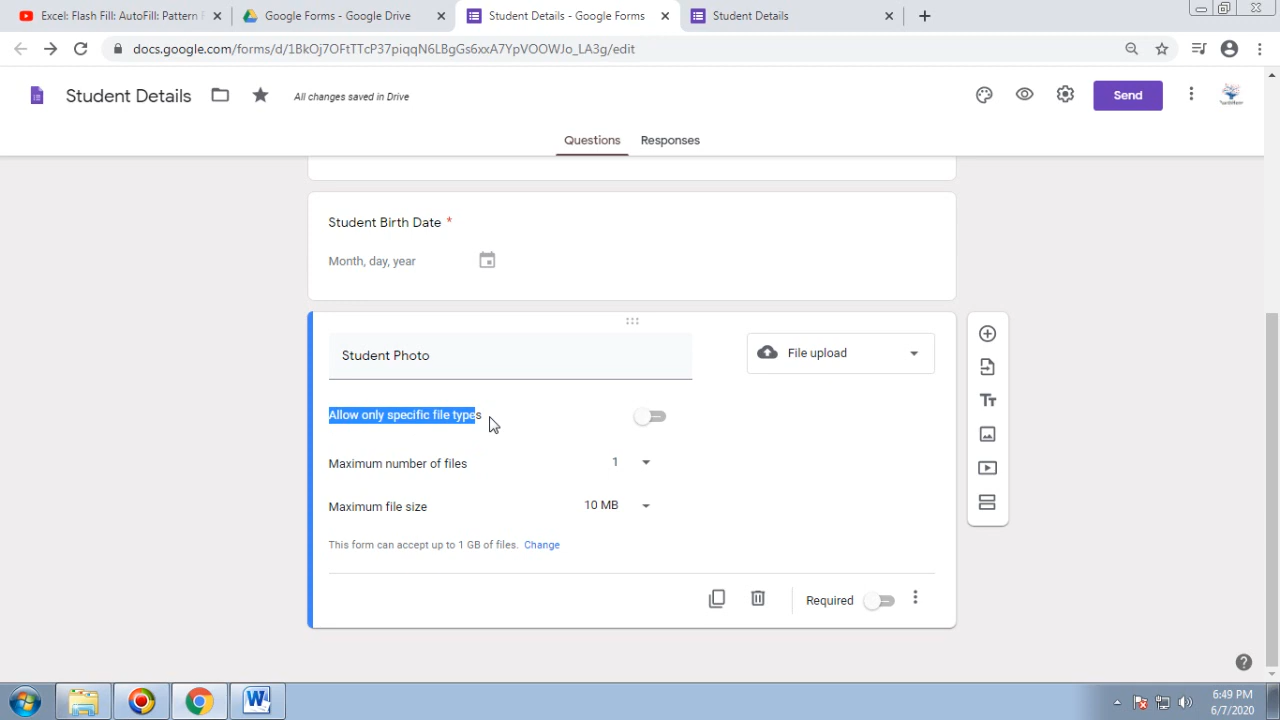 Excel: Flash Fill: AutoFill: Pattern F
Google Forms - Google Drive
Student Details - Google Forms
Student Details
docs.google.com/forms/d/1BkOj7OFtTTcP37piqqN6LBgGs6xxA7YpVOOWJo_LA3g/edit
Student Details
All changes saved in Drive
Send
Questions
Responses
Student Birth Date *
Month, day, year
Student Photo
File upload
Allow only specific file types
Maximum number of files
1
Maximum file size
10 MB
This form can accept up to 1 GB of files. Change
Required
6:49 PM
6/7/2020